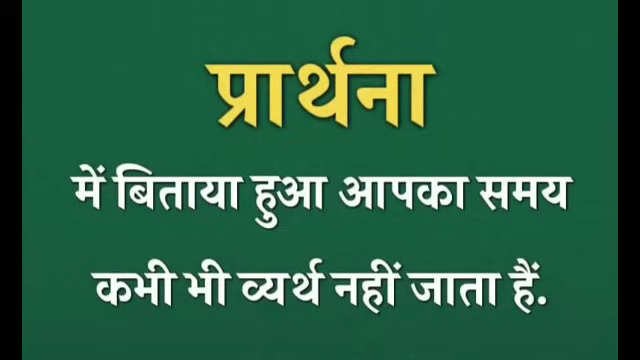 प्रार्थना
में बिताया हुआ आपका समय
कभी भी व्यर्थ नहीं जाता हैं.